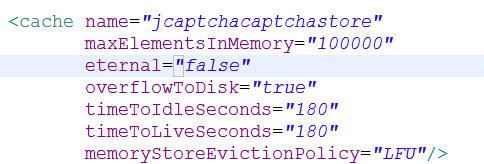 <cache name="jcaptchacaptchastore"
maxElementsInMemory="100000"
eternal="false"
overflowToDisk="true"
timeToIdleSeconds="180"
timeToLiveSeconds="180"
memoryStoreEvictionPolicy="LFU"/>